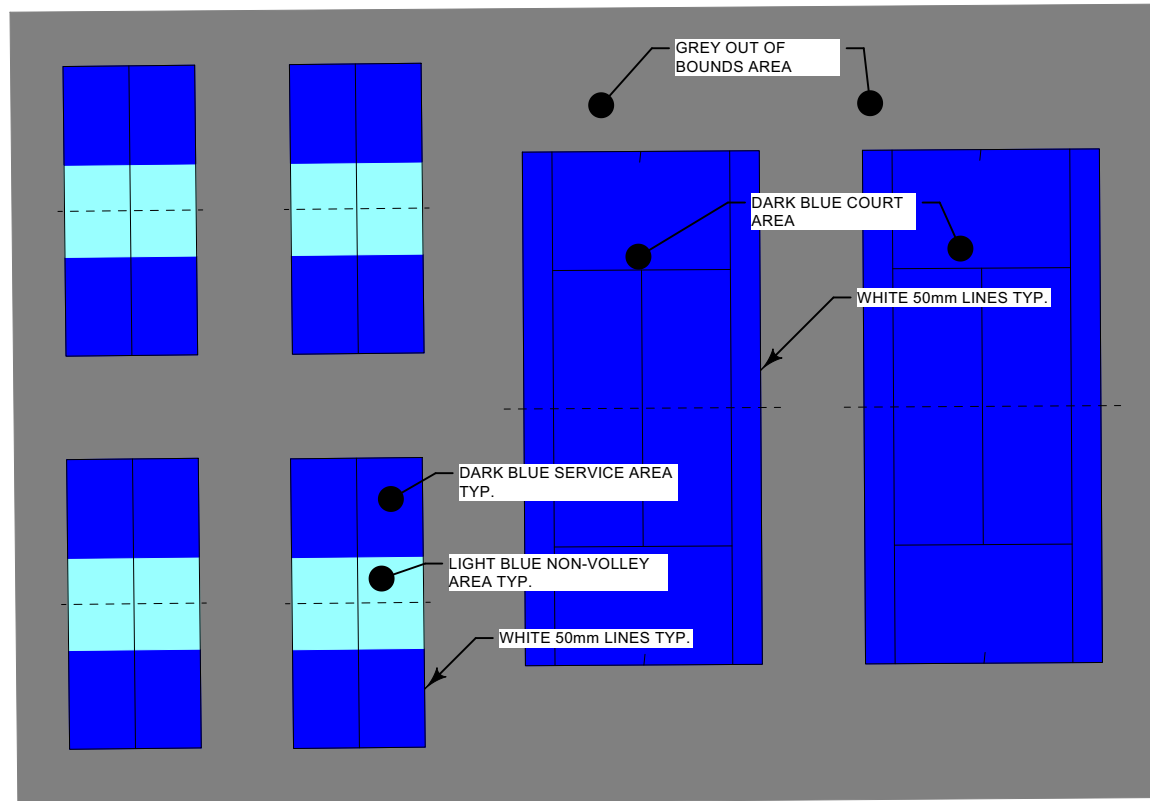 GREY OUT OF
BOUNDS AREA
DARK BLUE COURT
AREA
WHITE 50mm LINES TYP.
DARK BLUE SERVICE AREA
TYP.
LIGHT BLUE NON-VOLLEY
AREA TYP.
WHITE 50mm LINES TYP.